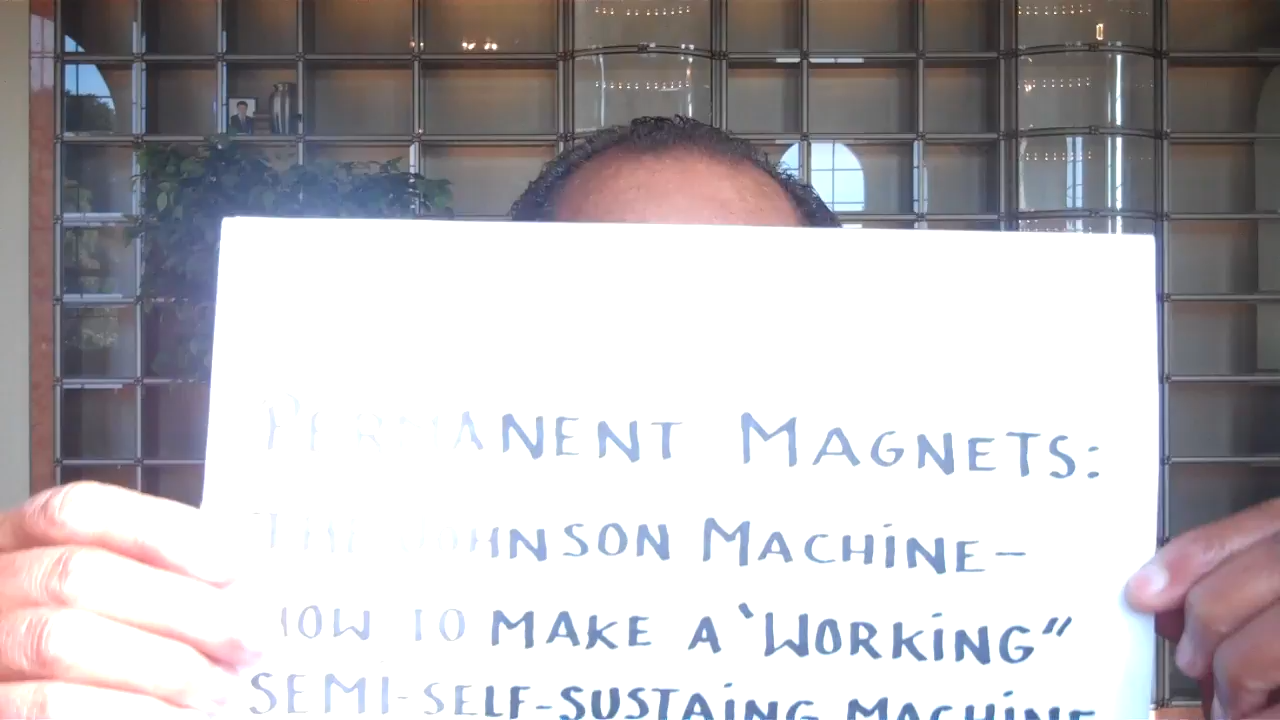 PERMANENT MAGNETS:
THE JOHNSON MACHINE–
HOW TO MAKE A "WORKING"
SEMI-SELF-SUSTAING MACHINE